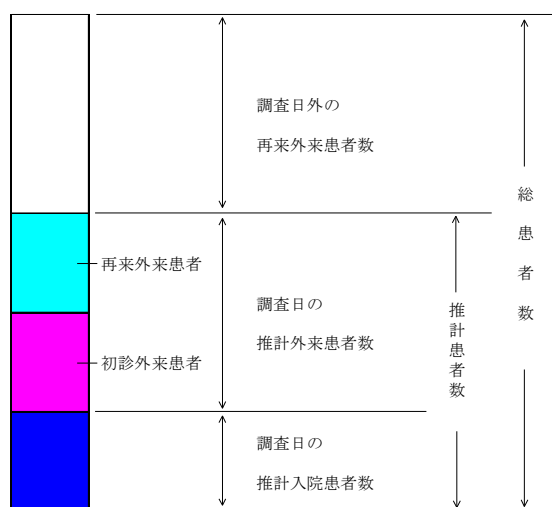 調査日外の
再来外来患者数
総患者数
再来外来患者
調査日の
推計外来患者数
推計患者数
初診外来患者
調査日の
推計入院患者数